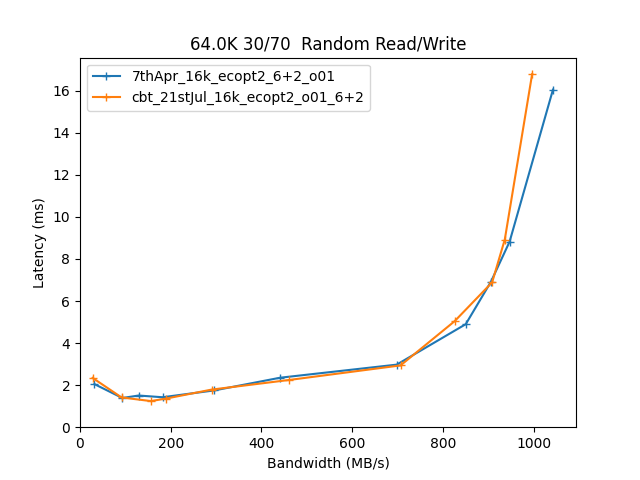 64.0K 30/70  Random Read/Write
7thApr_16k_ecopt2_6+2_o01
cbt_21stJul_16k_ecopt2_o01_6+2
Latency (ms)
16
14
12
10
8
6
4
2
0
0 200 400 600 800 1000
Bandwidth (MB/s)